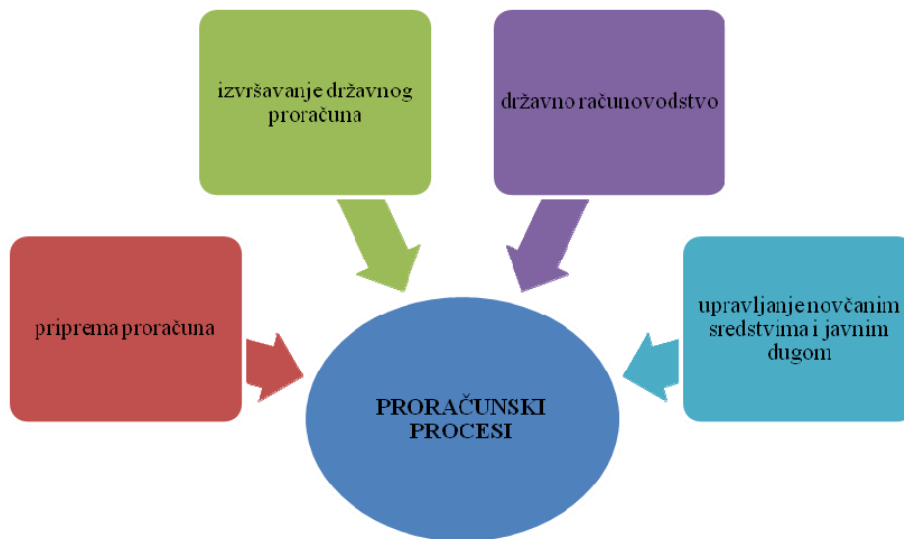 priprema proračuna
izvršavanje državnog
proračuna
državno računovodstvo
upravljanje novčanim
sredstvima i javnim
dugom
PRORAČUNSKI
PROCESI